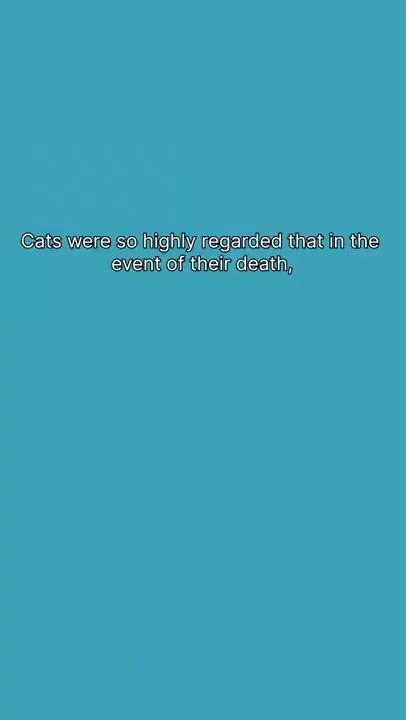 Cats were so highly regarded that in the
event of their death,